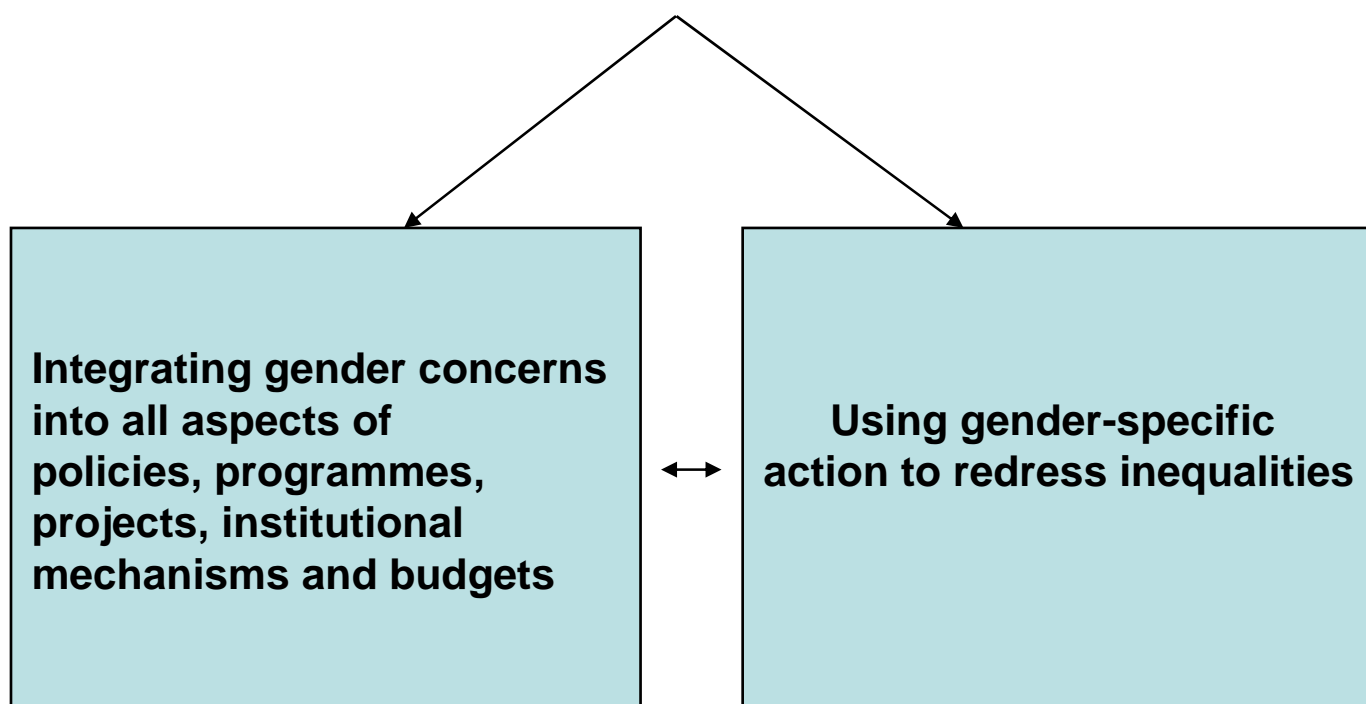 Integrating gender concerns
into all aspects of
policies, programmes,
projects, institutional
mechanisms and budgets
Using gender-specific
action to redress inequalities